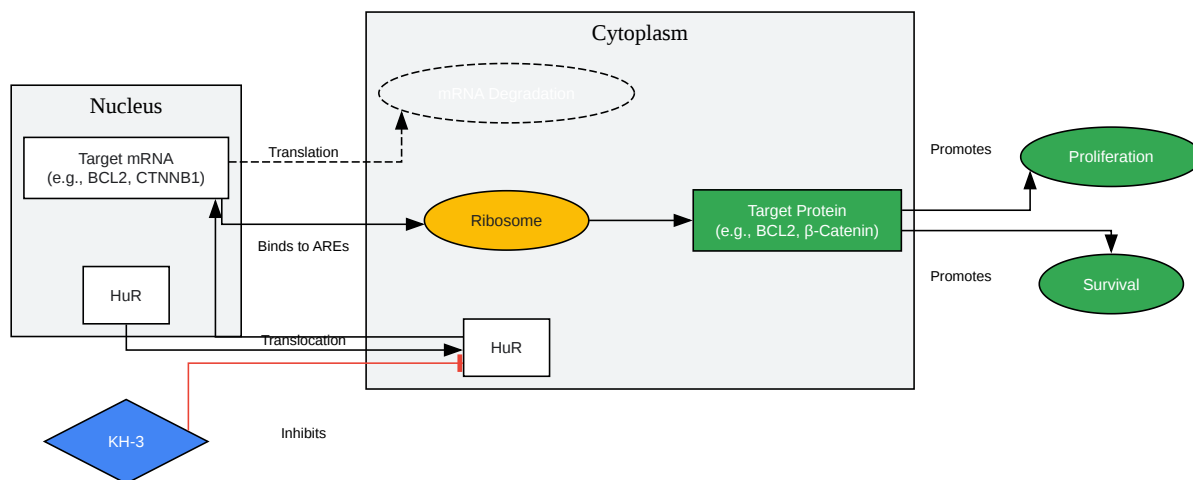 Cytoplasm
Nucleus
mRNA Degradation
Target mRNA
(e.g., BCL2, CTNNB1)
Translation
Promotes
Proliferation
Ribosome
Target Protein
(e.g., BCL2, β-Catenin)
Binds to AREs
Promotes
Survival
HuR
Translocation
HuR
KH-3
Inhibits